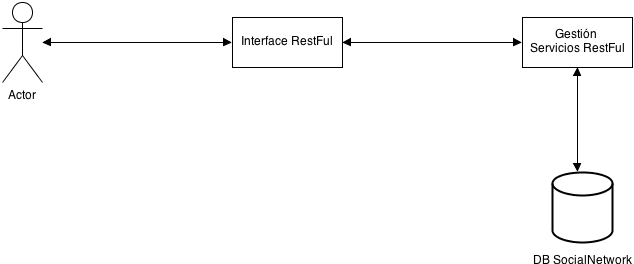 Actor
Interface RestFul
Gestión
Servicios RestFul
DB SocialNetwork